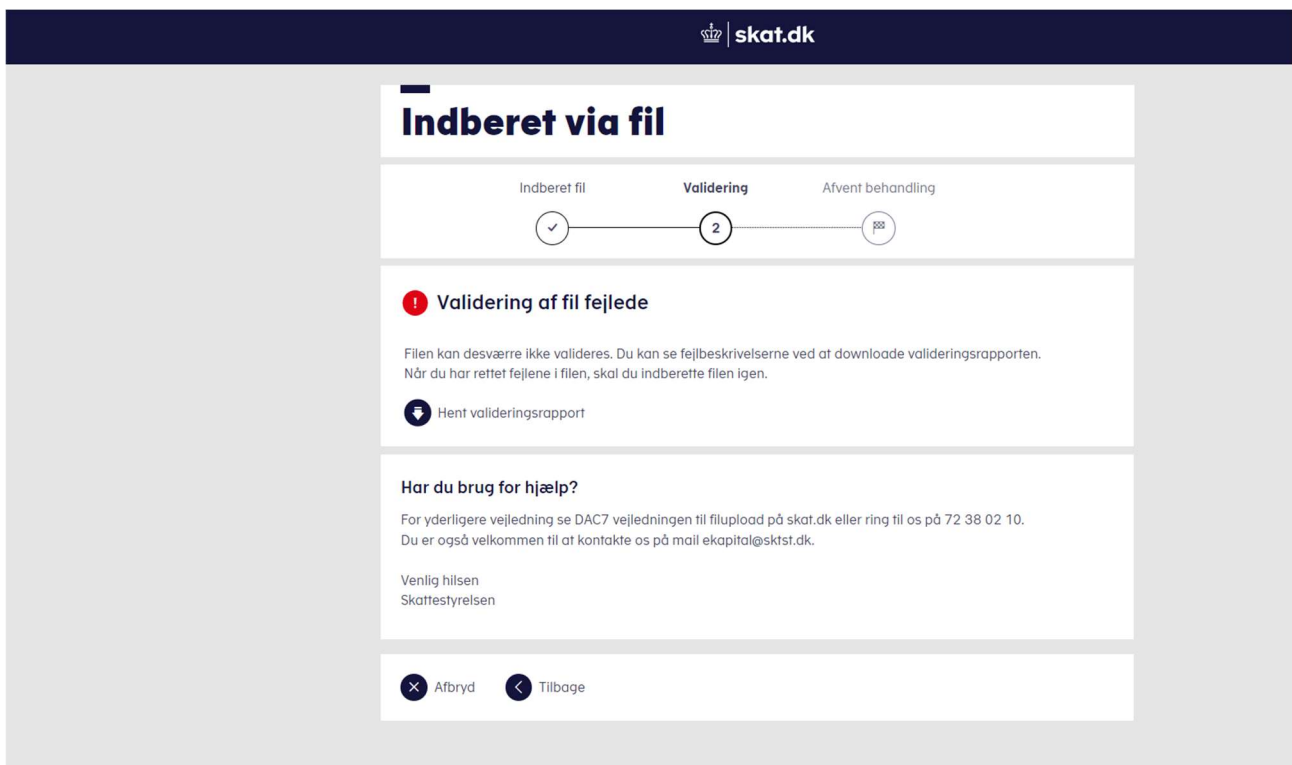 skat.dk
Indberet via fil
Indberet fil
Validering
Afvent behandling
2
Validering af fil fejlede
Filen kan desværre ikke valideres. Du kan se fejlbeskrivelserne ved at downloade valideringsrapporten.
Når du har rettet fejlene i filen, skal du indberette filen igen.
Hent valideringsrapport
Har du brug for hjælp?
For yderligere vejledning se DAC7 vejledningen til filupload på skat.dk eller ring til os på 72 38 02 10.
Du er også velkommen til at kontakte os på mail ekapital@sktst.dk.
Venlig hilsen
Skattestyrelsen
Afbryd
Tilbage